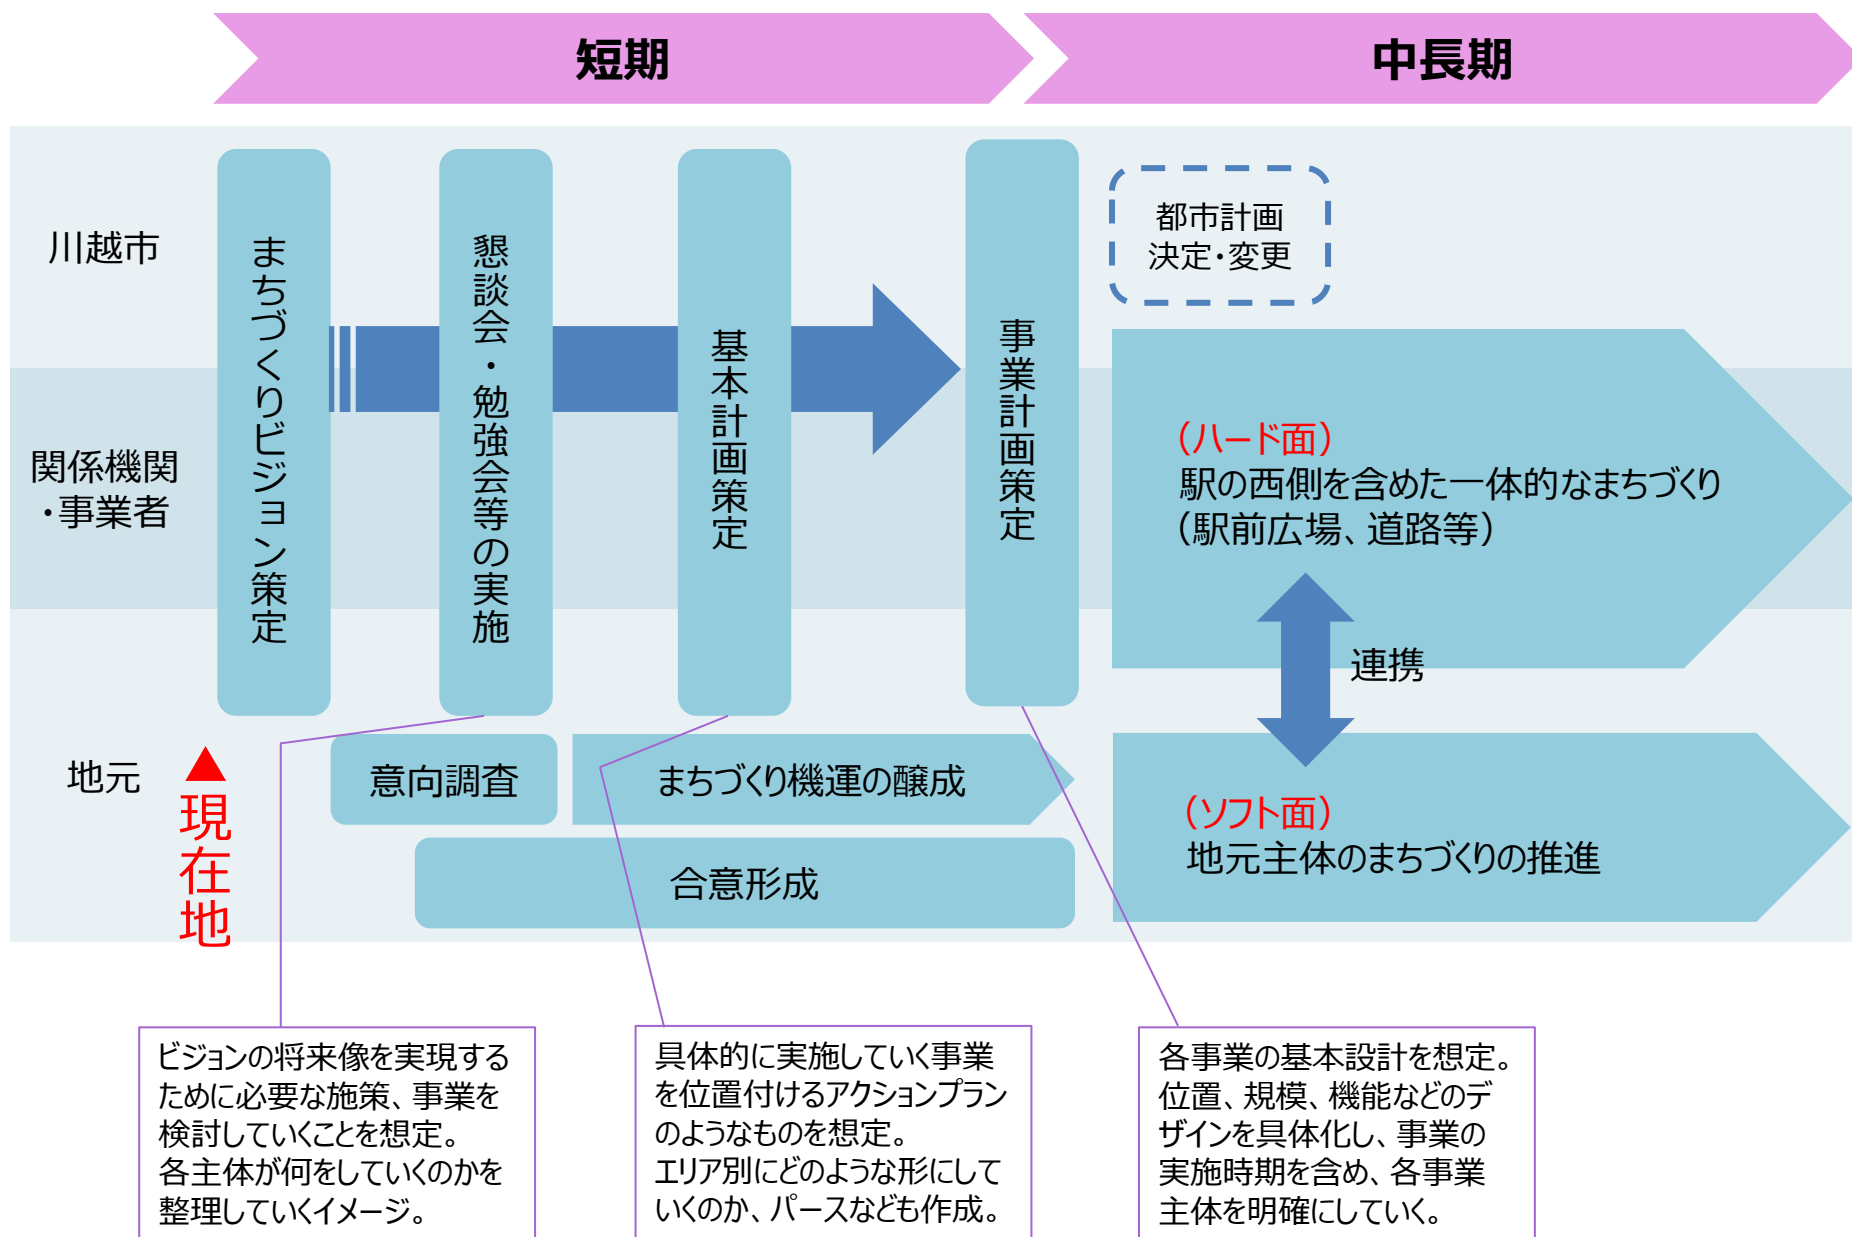 短期
中長期
川越市
関係機関
・事業者
地元
まちづくりビジョン策定
懇談会・勉強会等の実施
基本計画策定
事業計画策定
都市計画
決定・変更
（ハード面）
駅の西側を含めた一体的なまちづくり
（駅前広場、道路等）
連携
（ソフト面）
地元主体のまちづくりの推進
意向調査
まちづくり機運の醸成
合意形成
▲
現在地
ビジョンの将来像を実現する
ために必要な施策、事業を
検討していくことを想定。
各主体が何をしていくのかを
整理していくイメージ。
具体的に実施していく事業
を位置付けるアクションプラン
のようなものを想定。
エリア別にどのような形にして
いくのか、パースなども作成。
各事業の基本設計を想定。
位置、規模、機能などのデ
ザインを具体化し、事業の
実施時期を含め、各事業
主体を明確にしていく。